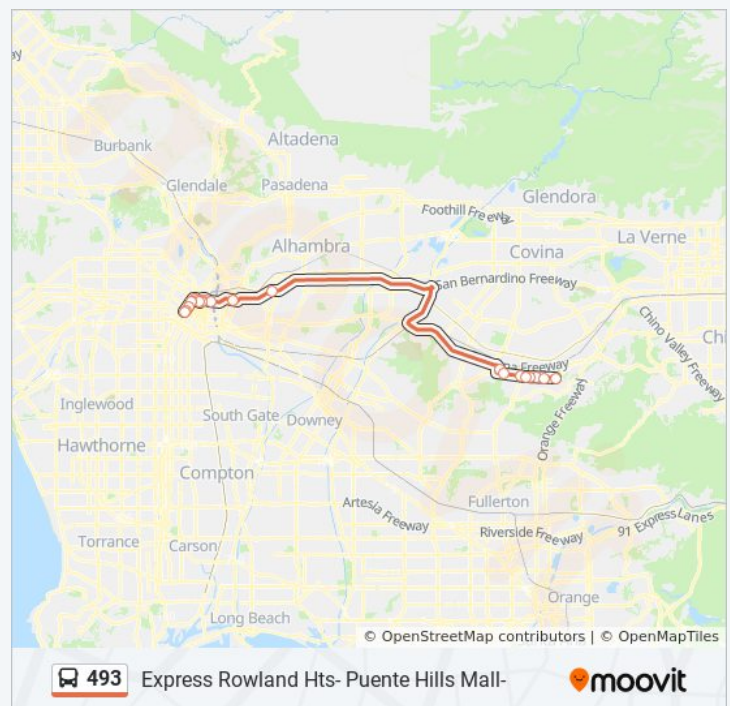 ay
Burbank
Altadena
Glendale
Pasadena
Glendora
Foothill Freeway
La Verne
Alhambra
Covina
San Bernardino Freeway
Chino Valley Freeway
Chi
a Freeway
Orange Freeway
Inglewood
South Gate
Downey
Hawthorne
Compton
Fullerton
Artesia Freeway
Riverside Freeway
91 Express Lanes
Torrance
Carson
Orange
Long Beach
© OpenStreetMap contributors | © OpenMapTiles
493 Express Rowland Hts- Puente Hills Mall- moovit